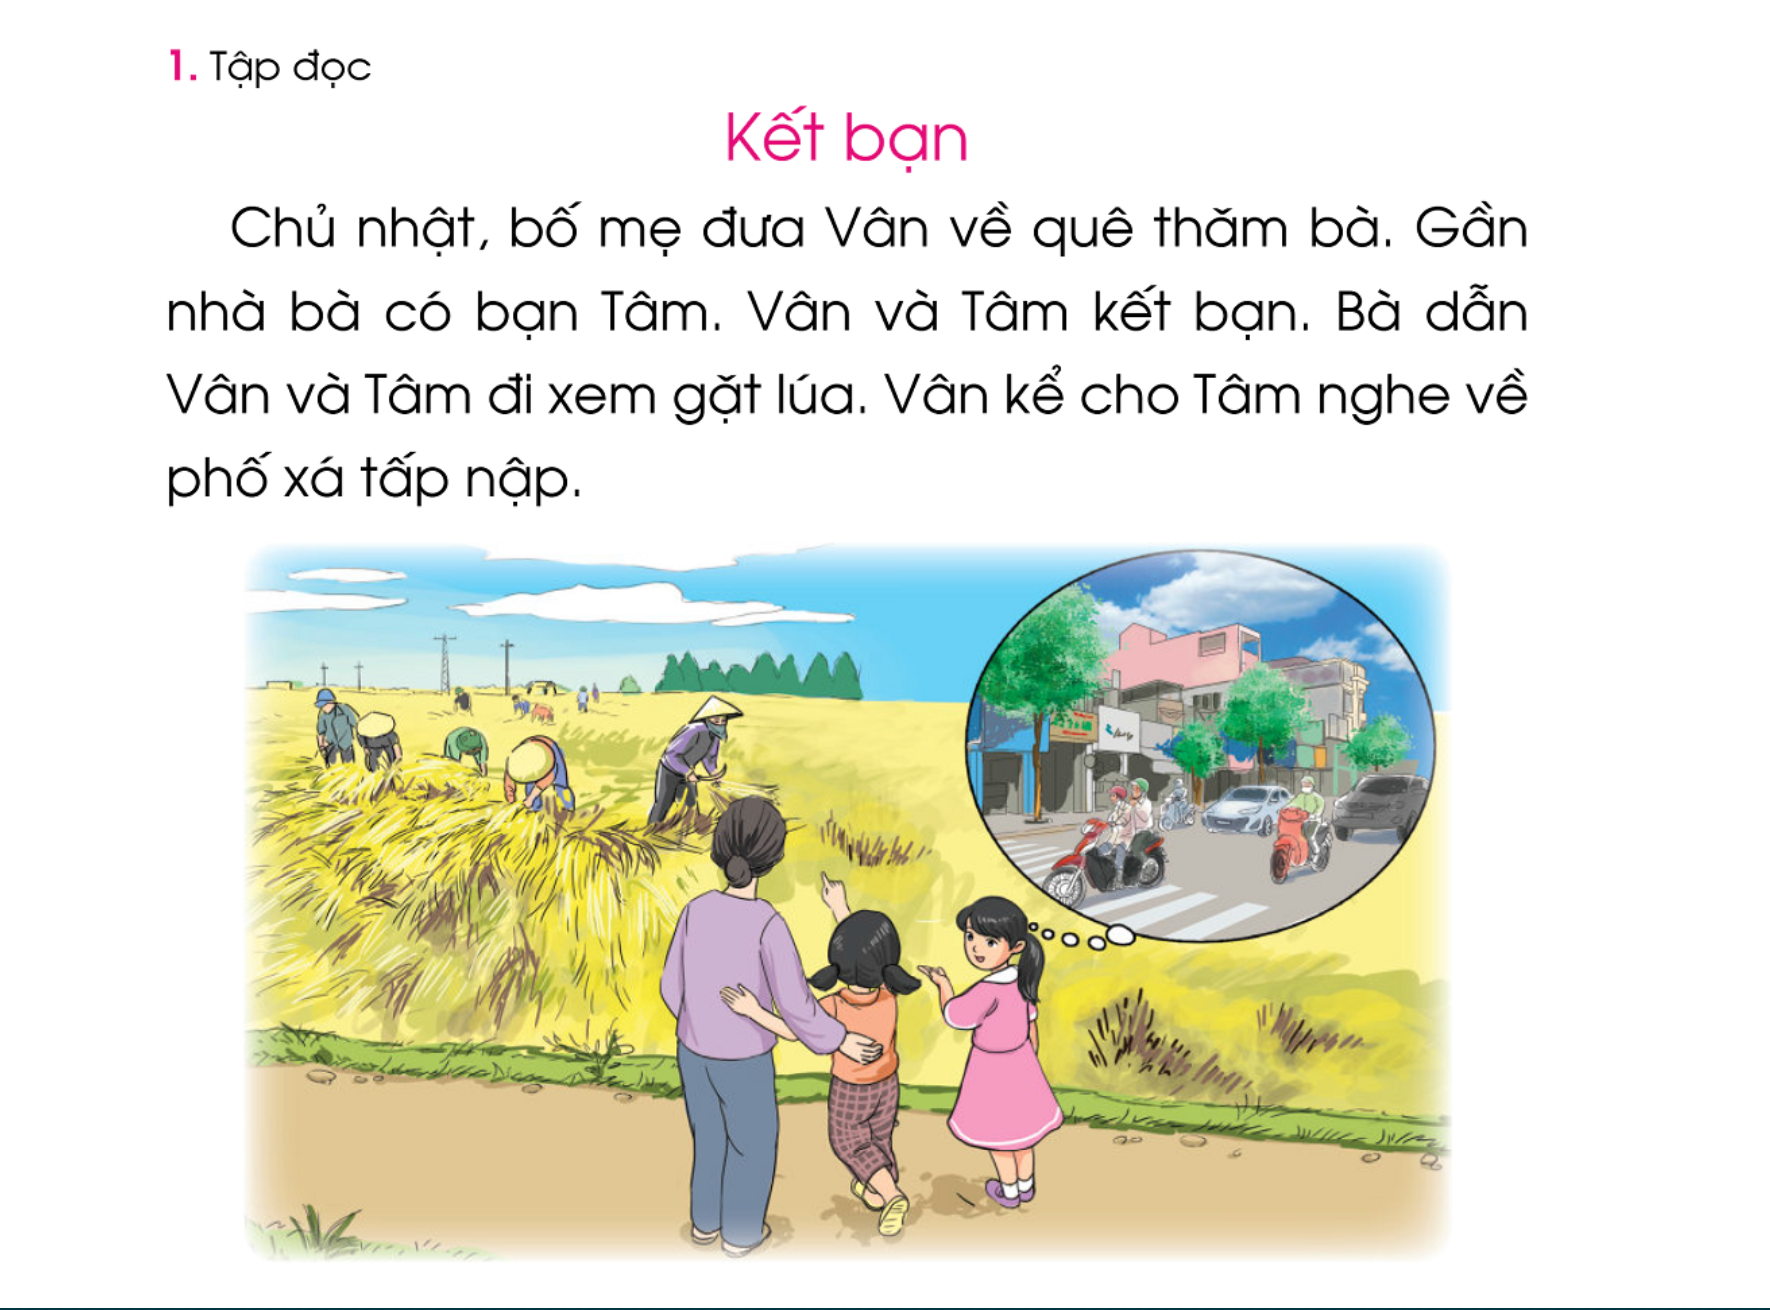 1. Tập đọc
Kết bạn
Chủ nhật, bố mẹ đưa Vân về quê thăm bà. Gần
nhà bà có bạn Tâm. Vân và Tâm kết bạn. Bà dẫn
Vân và Tâm đi xem gặt lúa. Vân kể cho Tâm nghe về
phố xá tấp nập.